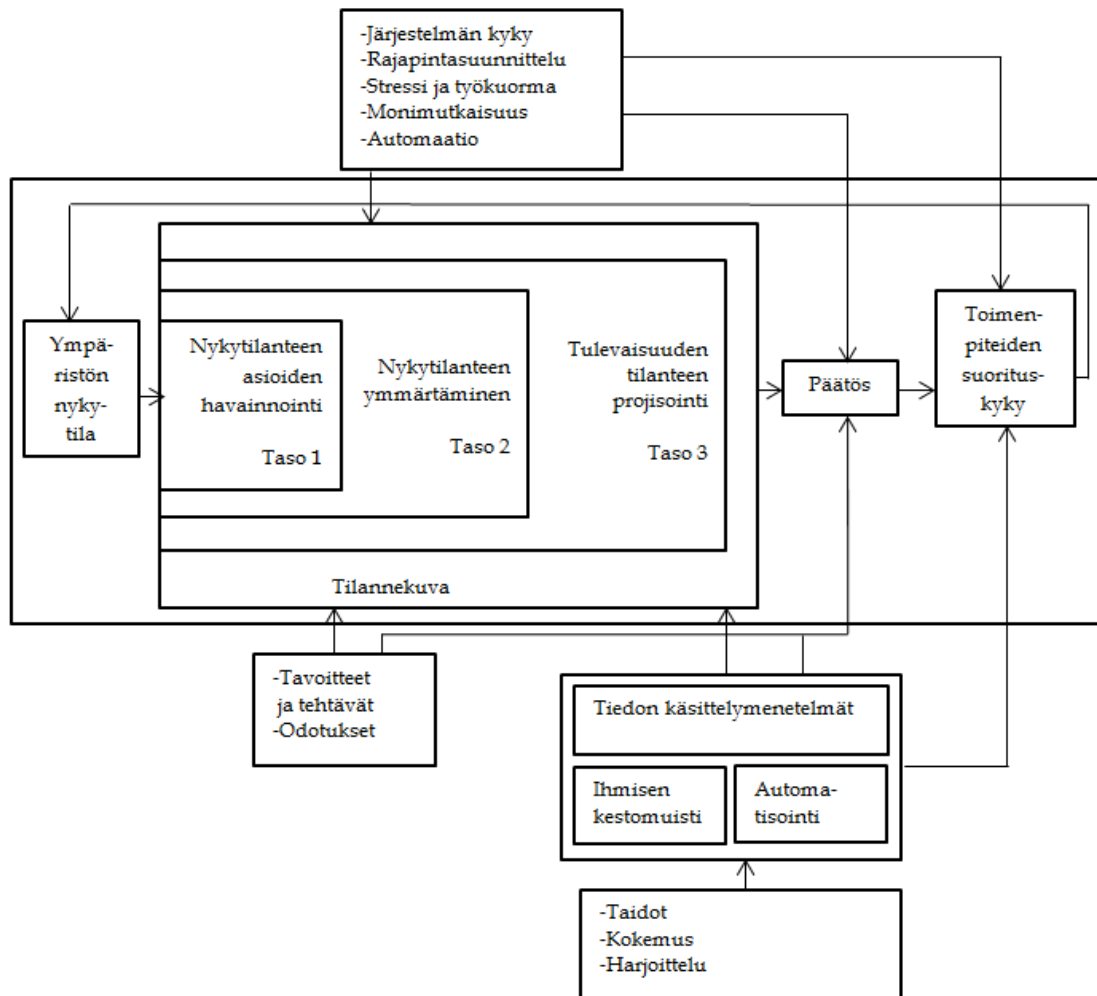 -Järjestelmän kyky
-Rajapintasuunnittelu
-Stressi ja työkuorma
-Monimutkaisuus
-Automaatio
Ympä-
ristön
nyky-
tila
Nykytilanteen
asioiden
havainnointi
Taso 1
Nykytilanteen
ymmärtäminen
Taso 2
Tulevaisuuden
tilanteen
projisointi
Taso 3
Tilannekuva
Päätös
Toimen-
piteiden
suoritus-
kyky
-Tavoitteet
ja tehtävät
-Odotukset
Tiedon käsittelymenetelmät
Ihmisen
kestomuisti
Automa-
tisointi
-Taidot
-Kokemus
-Harjoittelu